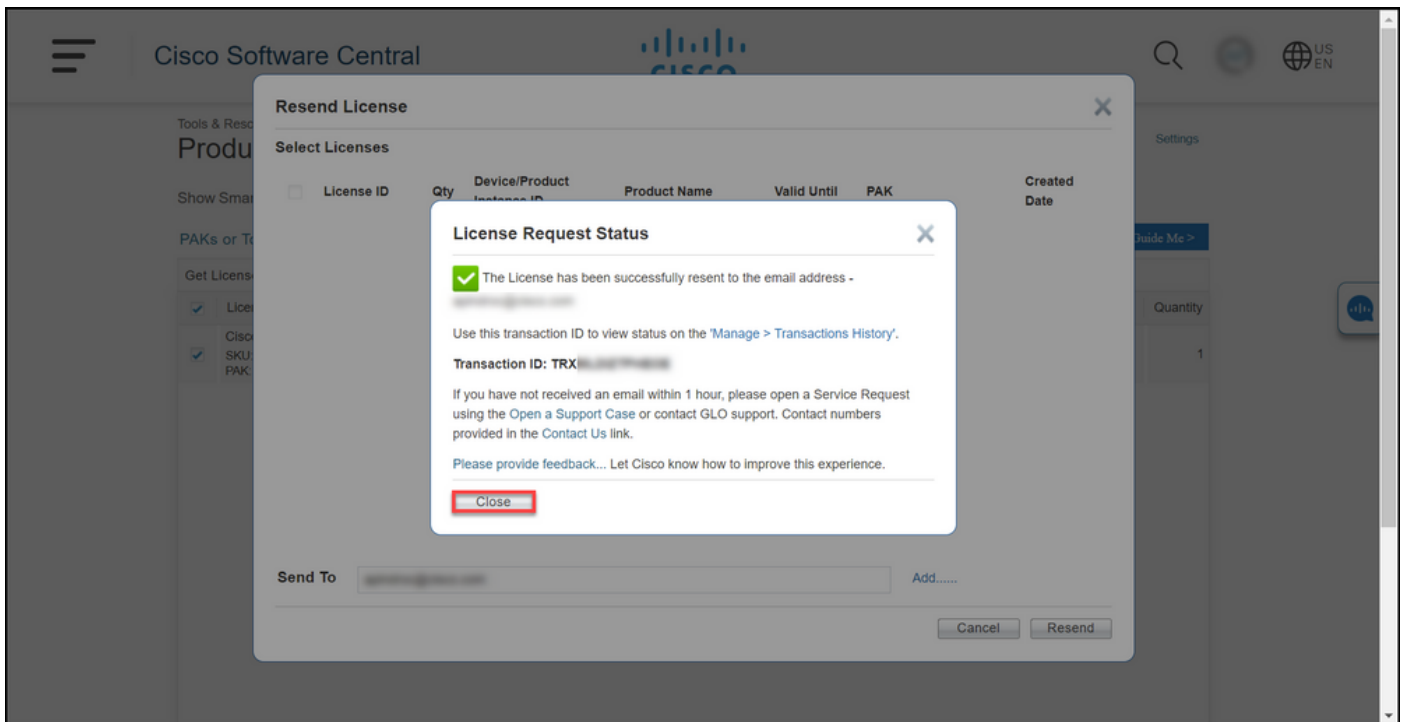 Cisco Software Central
CISCO
US
EN
Tools & Resc
Produ
Settings
Show Smar
PAKs or To
Guide Me >
Get License
Licen
Quantity
Cisco
SKU:
1
PAK:
Resend License
Select Licenses
License ID Qty Device/Product Instance ID Product Name Valid Until PAK Created Date
License Request Status
The License has been successfully resent to the email address -
Use this transaction ID to view status on the 'Manage > Transactions History'.
Transaction ID: TRX
If you have not received an email within 1 hour, please open a Service Request
using the Open a Support Case or contact GLO support. Contact numbers
provided in the Contact Us link.
Please provide feedback... Let Cisco know how to improve this experience.
Close
Send To
Add......
Cancel Resend